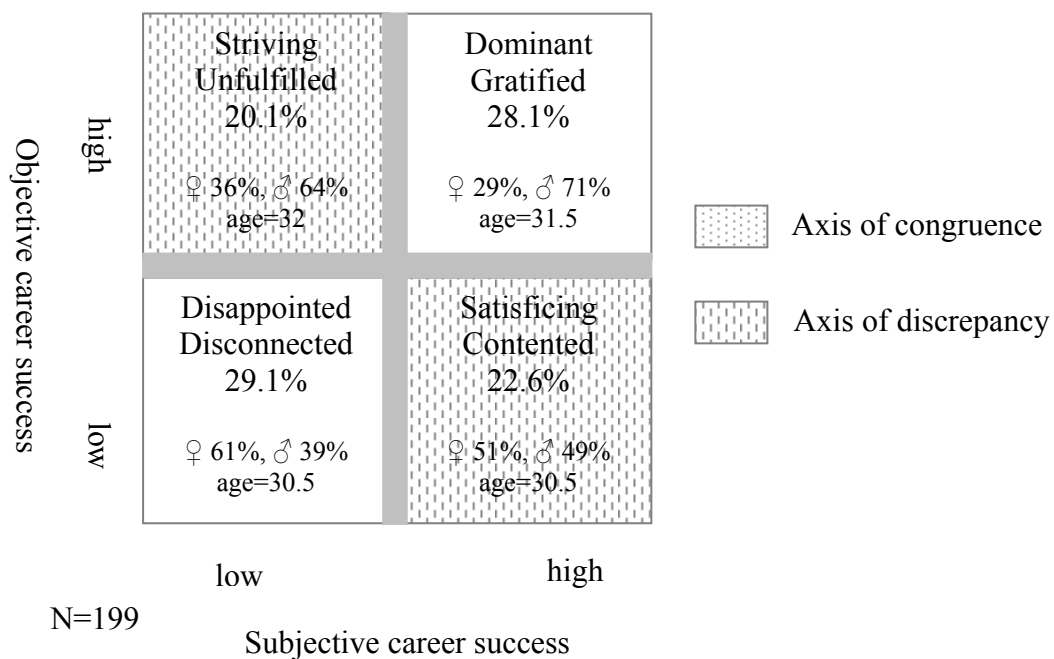 Striving
Unfulfilled
20.1%
♀ 36%, ♂ 64%
age=32
Dominant
Gratified
28.1%
♀ 29%, ♂ 71%
age=31.5
Disappointed
Disconnected
29.1%
♀ 61%, ♂ 39%
age=30.5
Satisficing
Contented
22.6%
♀ 51%, ♂ 49%
age=30.5
Objective career success
high
low
Axis of congruence
Axis of discrepancy
low
high
N=199
Subjective career success